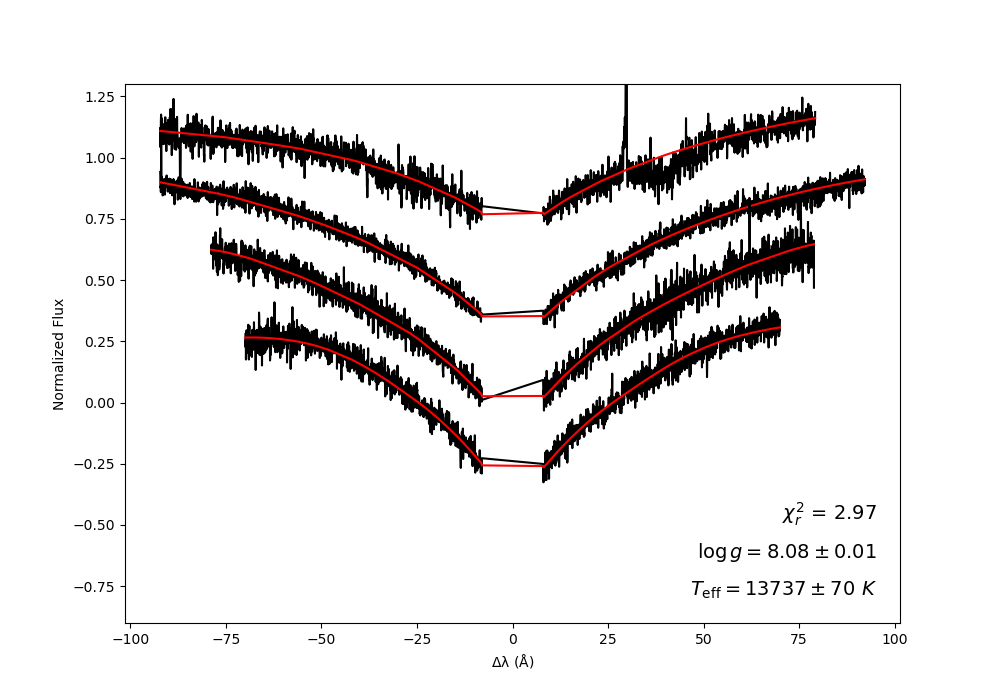 1.25
1.00
0.75
0.50
0.25
0.00
−0.25
−0.50
−0.75
Normalized Flux
χ²ᵣ = 2.97
log g = 8.08 ± 0.01
T_eff = 13737 ± 70 K
−100 −75 −50 −25 0 25 50 75 100
Δλ (Å)